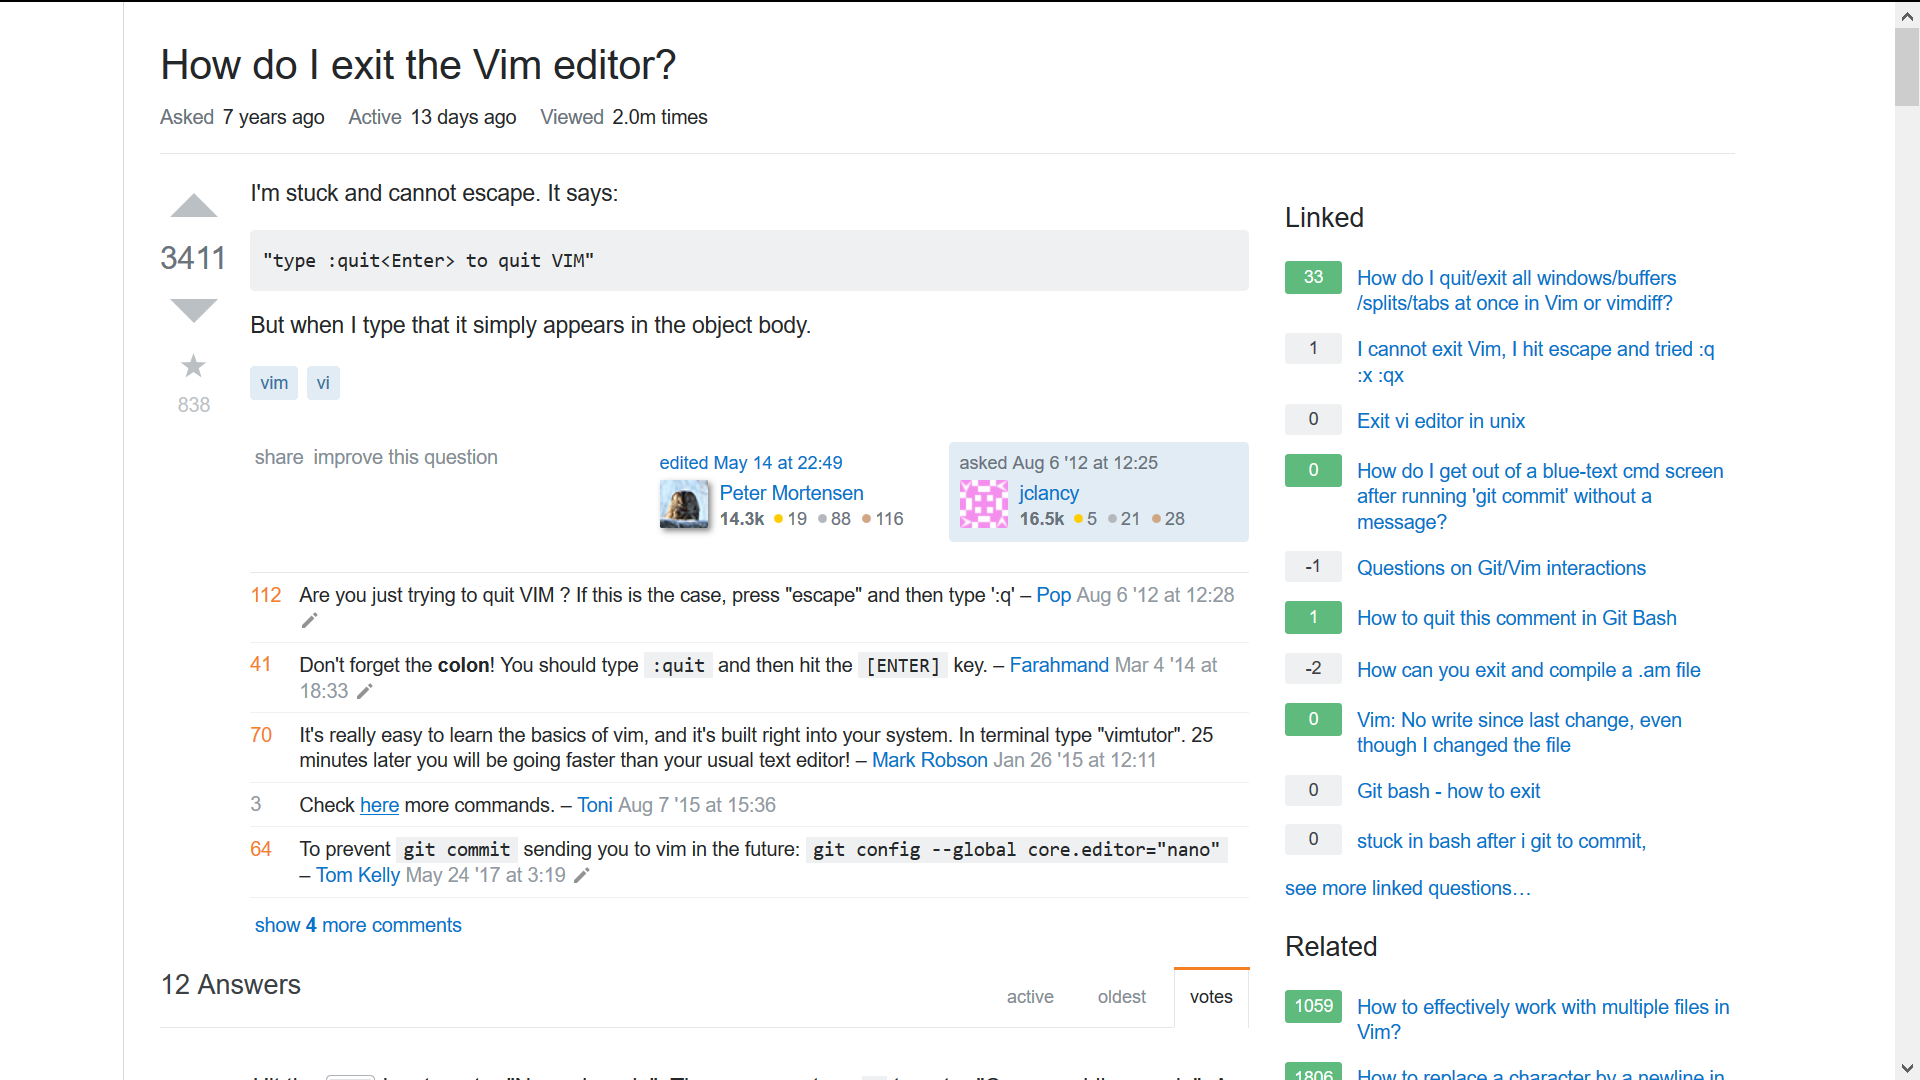 How do I exit the Vim editor?
Asked 7 years ago Active 13 days ago Viewed 2.0m times
3411
838
I'm stuck and cannot escape. It says:
"type :quit<Enter> to quit VIM"
But when I type that it simply appears in the object body.
vim vi
share improve this question
edited May 14 at 22:49
Peter Mortensen
14.3k 19 88 116
asked Aug 6 '12 at 12:25
jclancy
16.5k 5 21 28
112 Are you just trying to quit VIM ? If this is the case, press "escape" and then type ':q' – Pop Aug 6 '12 at 12:28
41 Don't forget the colon! You should type :quit and then hit the [ENTER] key. – Farahmand Mar 4 '14 at
18:33
70 It's really easy to learn the basics of vim, and it's built right into your system. In terminal type "vimtutor". 25
minutes later you will be going faster than your usual text editor! – Mark Robson Jan 26 '15 at 12:11
3 Check here more commands. – Toni Aug 7 '15 at 15:36
64 To prevent git commit sending you to vim in the future: git config --global core.editor="nano"
– Tom Kelly May 24 '17 at 3:19
show 4 more comments
12 Answers
active oldest votes
Linked
33 How do I quit/exit all windows/buffers
/splits/tabs at once in Vim or vimdiff?
1 I cannot exit Vim, I hit escape and tried :q
:x :qx
0 Exit vi editor in unix
0 How do I get out of a blue-text cmd screen
after running 'git commit' without a
message?
-1 Questions on Git/Vim interactions
1 How to quit this comment in Git Bash
-2 How can you exit and compile a .am file
0 Vim: No write since last change, even
though I changed the file
0 Git bash - how to exit
0 stuck in bash after i git to commit,
see more linked questions…
Related
1059 How to effectively work with multiple files in
Vim?
1806 How to replace a character by a newline in